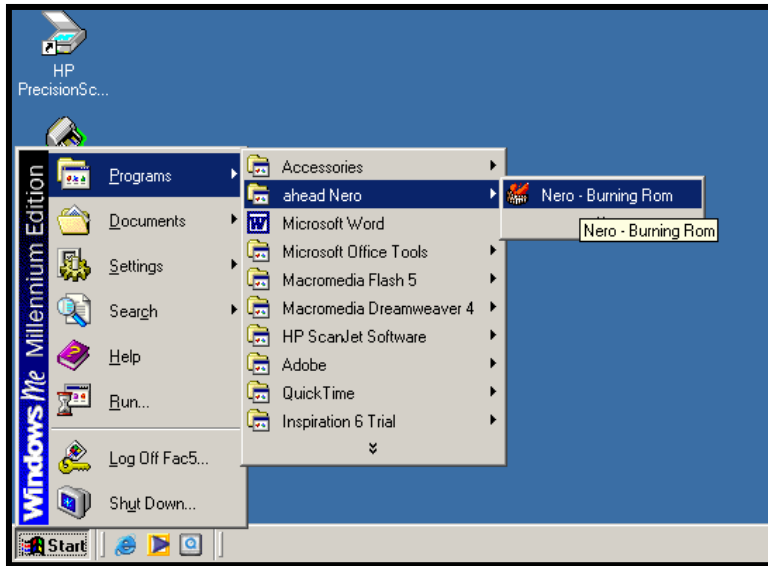 HP
PrecisionSc...
Windows Me Millennium Edition
Programs
Documents
Settings
Search
Help
Run...
Log Off Fac5...
Shut Down...
Accessories
ahead Nero
Microsoft Word
Microsoft Office Tools
Macromedia Flash 5
Macromedia Dreamweaver 4
HP ScanJet Software
Adobe
QuickTime
Inspiration 6 Trial
Nero - Burning Rom
Nero - Burning Rom
Start